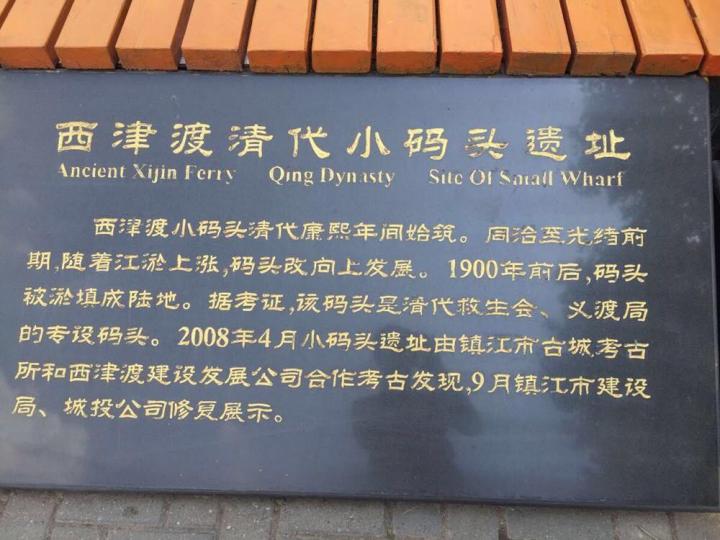 西津渡清代小码头遗址
Ancient Xijin Ferry Qing Dynasty Site Of Small Wharf
西津渡小码头清代康熙年间始筑。同治至光绪前
期,随着江淤上涨,码头改向上发展。1900年前后,码头
被淤填成陆地。据考证,该码头是清代救生会、义渡局
的专设码头。2008年4月小码头遗址由镇江市古城考古
所和西津渡建设发展公司合作考古发现,9月镇江市建设
局、城投公司修复展示。